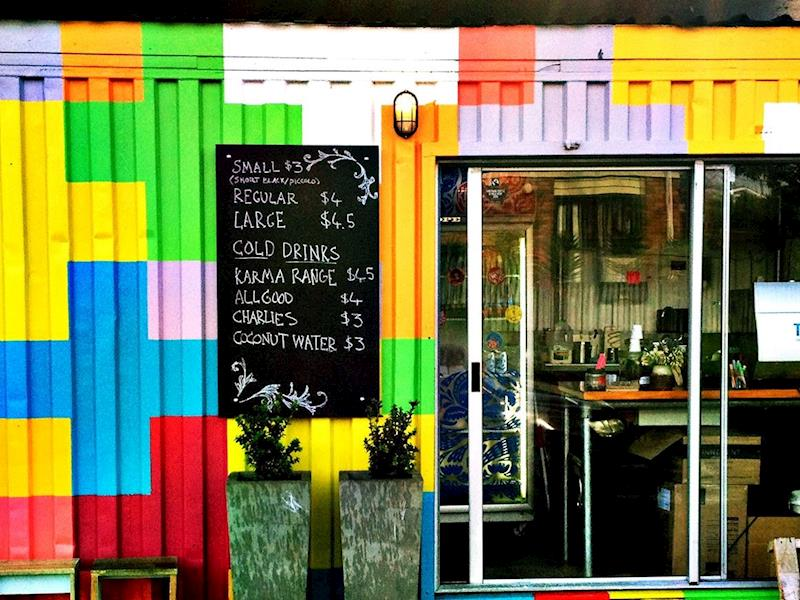 SMALL $3
(SHORT BLACK/PICCOLO)
REGULAR $4
LARGE $4.5
COLD DRINKS
KARMA RANGE $4.5
ALLGOOD $4
CHARLIES $3
COCONUT WATER $3
T